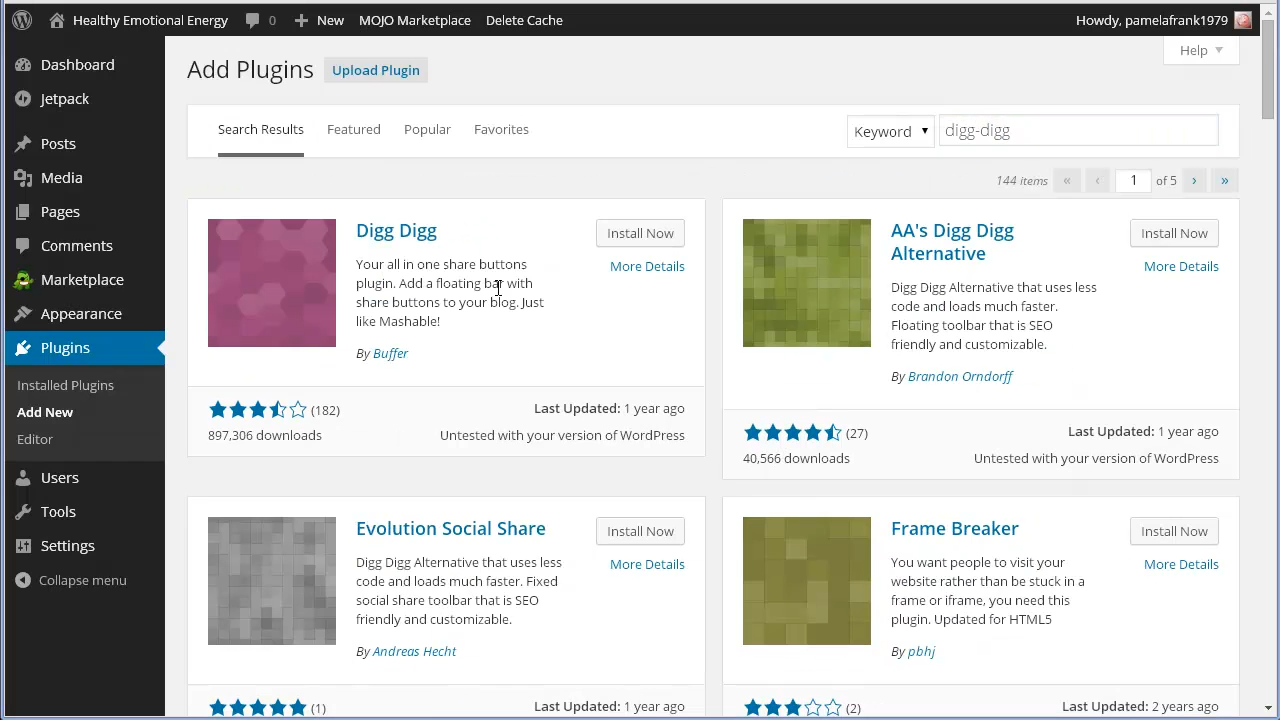 Healthy Emotional Energy 0 New MOJO Marketplace Delete Cache Howdy, pamelafrank1979
Help
Dashboard
Jetpack
Posts
Media
Pages
Comments
Marketplace
Appearance
Plugins
Installed Plugins
Add New
Editor
Users
Tools
Settings
Collapse menu
Add Plugins Upload Plugin
Search Results Featured Popular Favorites Keyword digg-digg
144 items « ‹ 1 of 5 › »
Digg Digg
Install Now
More Details
Your all in one share buttons
plugin. Add a floating bar with
share buttons to your blog. Just
like Mashable!
By Buffer
(182)
Last Updated: 1 year ago
897,306 downloads
Untested with your version of WordPress
AA's Digg Digg
Alternative
Install Now
More Details
Digg Digg Alternative that uses less
code and loads much faster.
Floating toolbar that is SEO
friendly and customizable.
By Brandon Orndorff
(27)
Last Updated: 1 year ago
40,566 downloads
Untested with your version of WordPress
Evolution Social Share
Install Now
More Details
Digg Digg Alternative that uses less
code and loads much faster. Fixed
social share toolbar that is SEO
friendly and customizable.
By Andreas Hecht
(1)
Last Updated: 1 year ago
Frame Breaker
Install Now
More Details
You want people to visit your
website rather than be stuck in a
frame or iframe, you need this
plugin. Updated for HTML5
By pbhj
(2)
Last Updated: 2 years ago